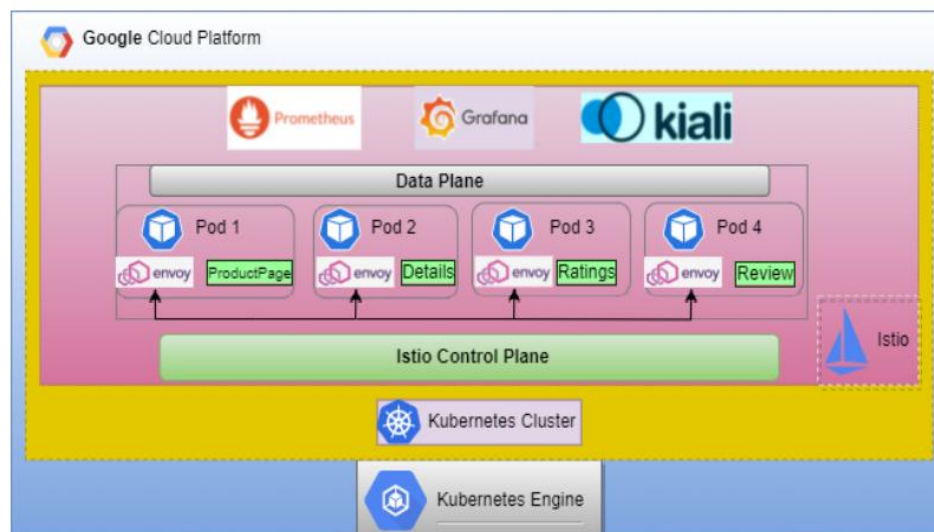 Google Cloud Platform
Prometheus
Grafana
kiali
Data Plane
Pod 1
Pod 2
Pod 3
Pod 4
envoy
ProductPage
envoy
Details
envoy
Ratings
envoy
Review
Istio
Istio Control Plane
Kubernetes Cluster
Kubernetes Engine